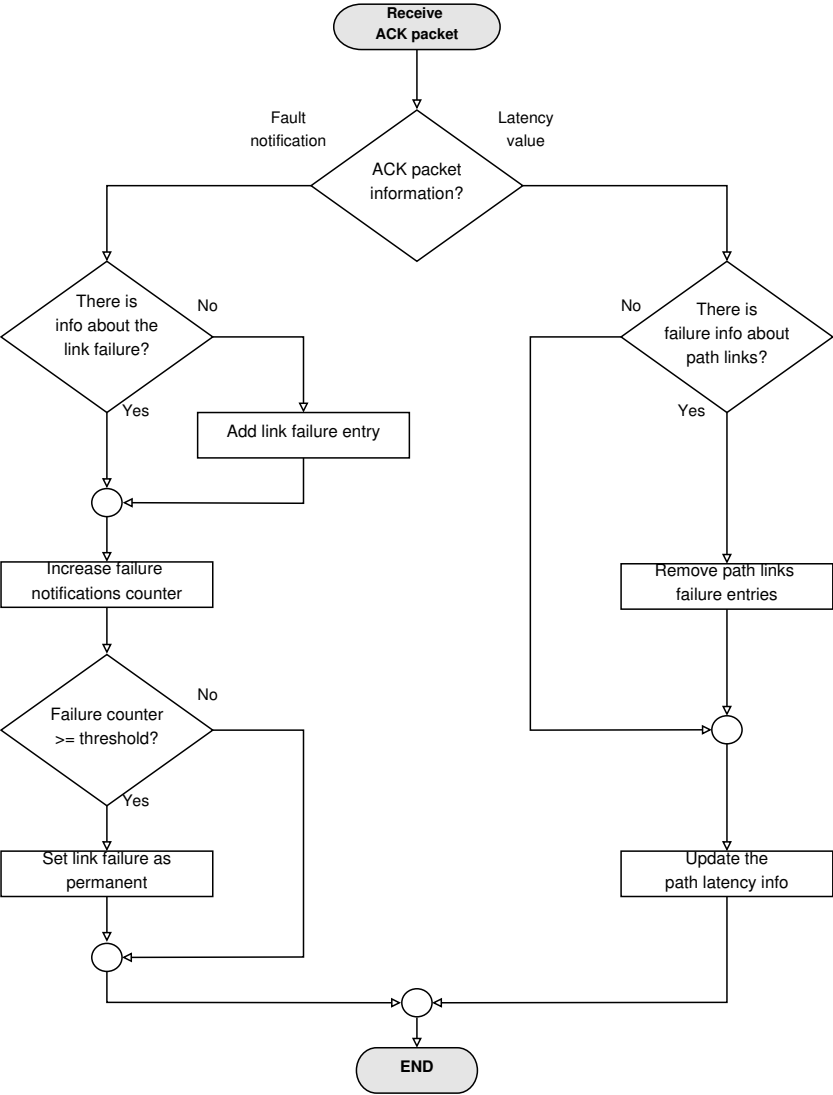 Receive
ACK packet
Fault
notification
Latency
value
ACK packet
information?
There is
info about the
link failure?
No
Yes
Add link failure entry
Increase failure
notifications counter
Failure counter
>= threshold?
No
Yes
Set link failure as
permanent
No
There is
failure info about
path links?
Yes
Remove path links
failure entries
Update the
path latency info
END